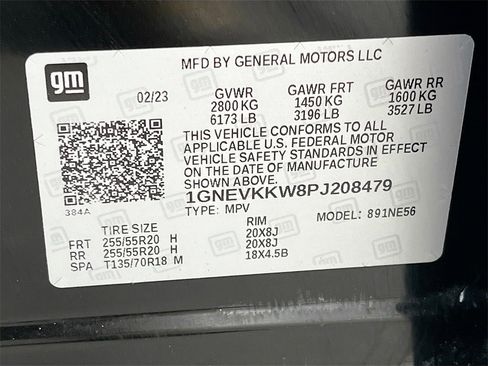 gm
MFD BY GENERAL MOTORS LLC
02/23 GVWR GAWR FRT GAWR RR
2800 KG 1450 KG 1600 KG
6173 LB 3196 LB 3527 LB
THIS VEHICLE CONFORMS TO ALL
APPLICABLE U.S. FEDERAL MOTOR
VEHICLE SAFETY STANDARDS IN EFFECT
ON THE DATE OF MANUFACTURE
SHOWN ABOVE.
1GNEVKKW8PJ208479
384A TYPE: MPV MODEL: 891NE56
TIRE SIZE RIM
FRT 255/55R20 H 20X8J
RR 255/55R20 H 20X8J
SPA T135/70R18 M 18X4.5B